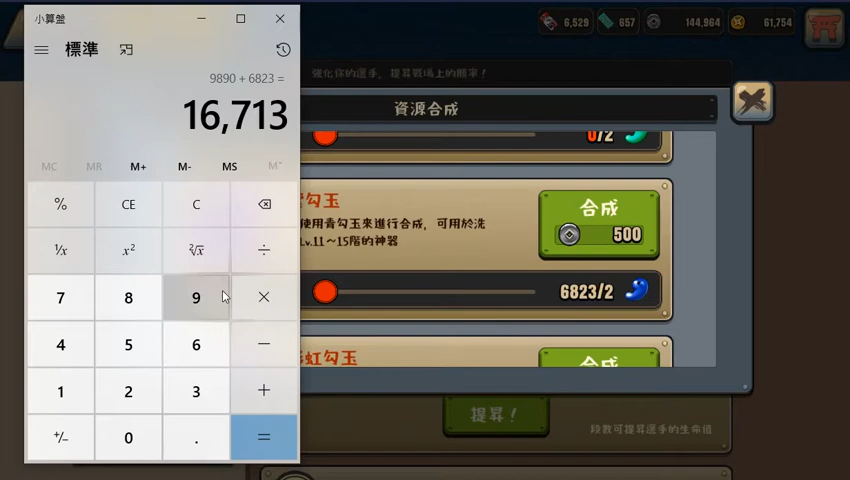 小算盤
標準
9890 + 6823 =
16,713
MC MR M+ M- MS M˅
% CE C
¹/x x² ²√x ÷
7 8 9 ×
4 5 6 −
1 2 3 +
+/− 0 . =
6,529 657 144,964 61,754
強化你的選手，提昇戰場上的勝率！
資源合成
0/2
勾玉
合成
500
使用青勾玉來進行合成，可用於洗
Lv.11～15階的神器
6823/2
彩虹勾玉
合成
提昇！
段數可提昇選手的生命值